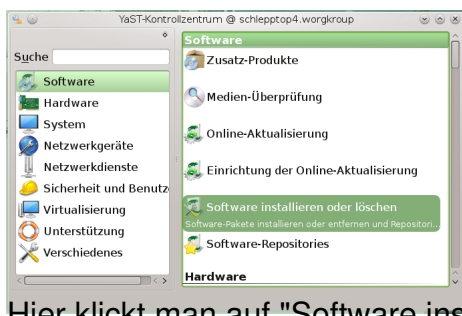 YaST-Kontrollzentrum @ schlepptop4.worgkroup
Suche
Software
Hardware
System
Netzwerkgeräte
Netzwerkdienste
Sicherheit und Benutz
Virtualisierung
Unterstützung
Verschiedenes
Software
Zusatz-Produkte
Medien-Überprüfung
Online-Aktualisierung
Einrichtung der Online-Aktualisierung
Software installieren oder löschen
Software-Pakete installieren oder entfernen und Repositori...
Software-Repositories
Hardware
Hier klickt man auf "Software ins